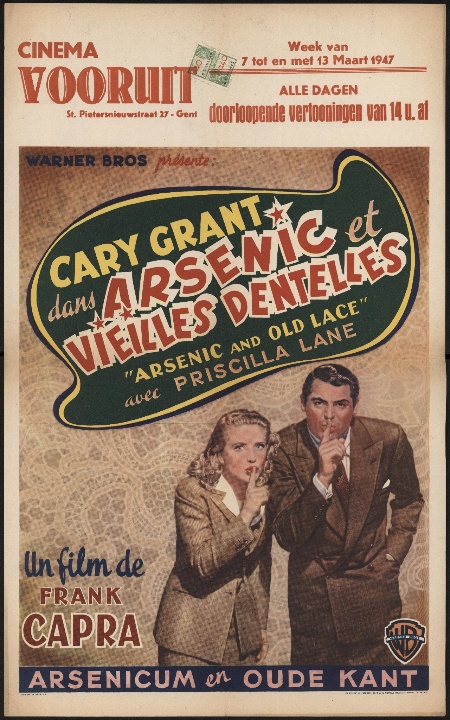 CINEMA
VOORUIT
St. Pietersnieuwstraat 27 - Gent
Week van
7 tot en met 13 Maart 1947
ALLE DAGEN
doorloopende vertooningen van 14 u. af
WARNER BROS présente :
CARY GRANT
dans ARSENIC et
VIEILLES DENTELLES
"ARSENIC AND OLD LACE"
avec PRISCILLA LANE
Un film de
FRANK
CAPRA
WB
ARSENICUM en OUDE KANT